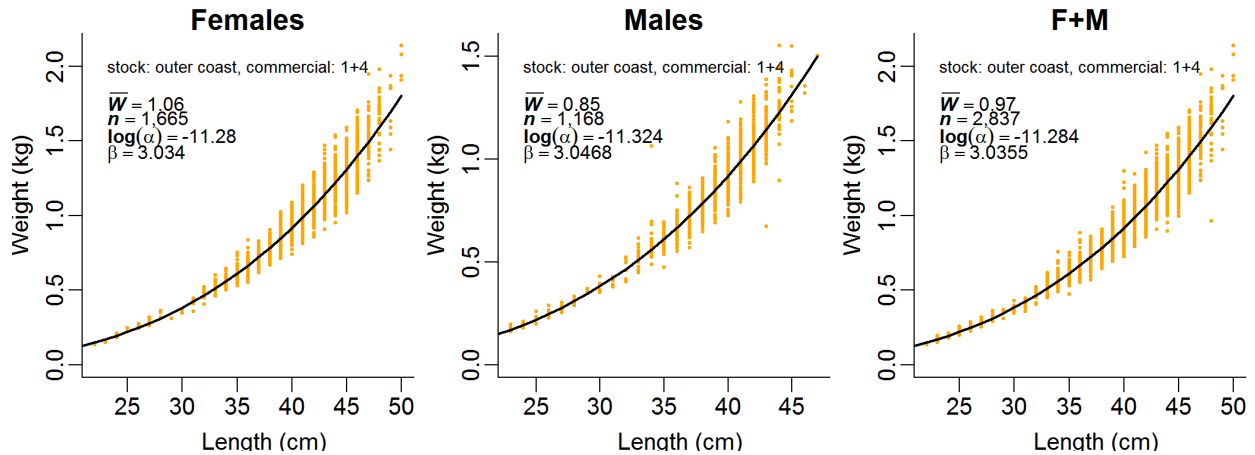 Females
Weight (kg)
2.0
1.5
1.0
0.5
0.0
stock: outer coast, commercial: 1+4
W = 1.06
n = 1,665
log(α) = -11.28
β = 3.034
25 30 35 40 45 50
Length (cm)
Males
Weight (kg)
1.5
1.0
0.5
0.0
stock: outer coast, commercial: 1+4
W = 0.85
n = 1,168
log(α) = -11.324
β = 3.0468
25 30 35 40 45
Length (cm)
F+M
Weight (kg)
2.0
1.5
1.0
0.5
0.0
stock: outer coast, commercial: 1+4
W = 0.97
n = 2,837
log(α) = -11.284
β = 3.0355
25 30 35 40 45 50
Length (cm)